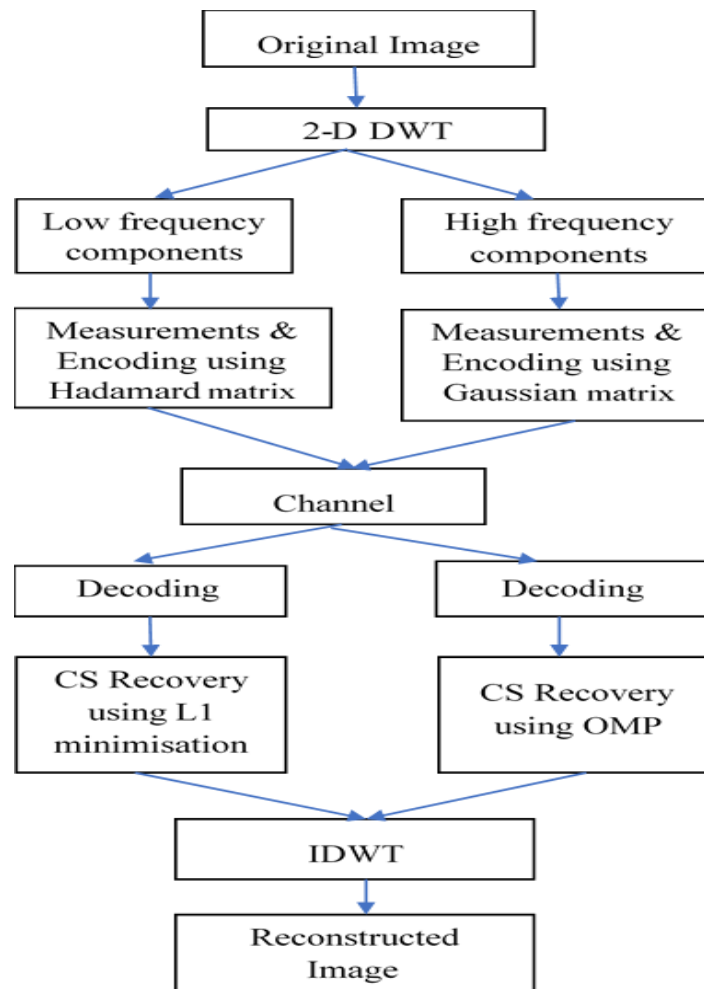 Original Image
2-D DWT
Low frequency
components
High frequency
components
Measurements &
Encoding using
Hadamard matrix
Measurements &
Encoding using
Gaussian matrix
Channel
Decoding
Decoding
CS Recovery
using L1
minimisation
CS Recovery
using OMP
IDWT
Reconstructed
Image